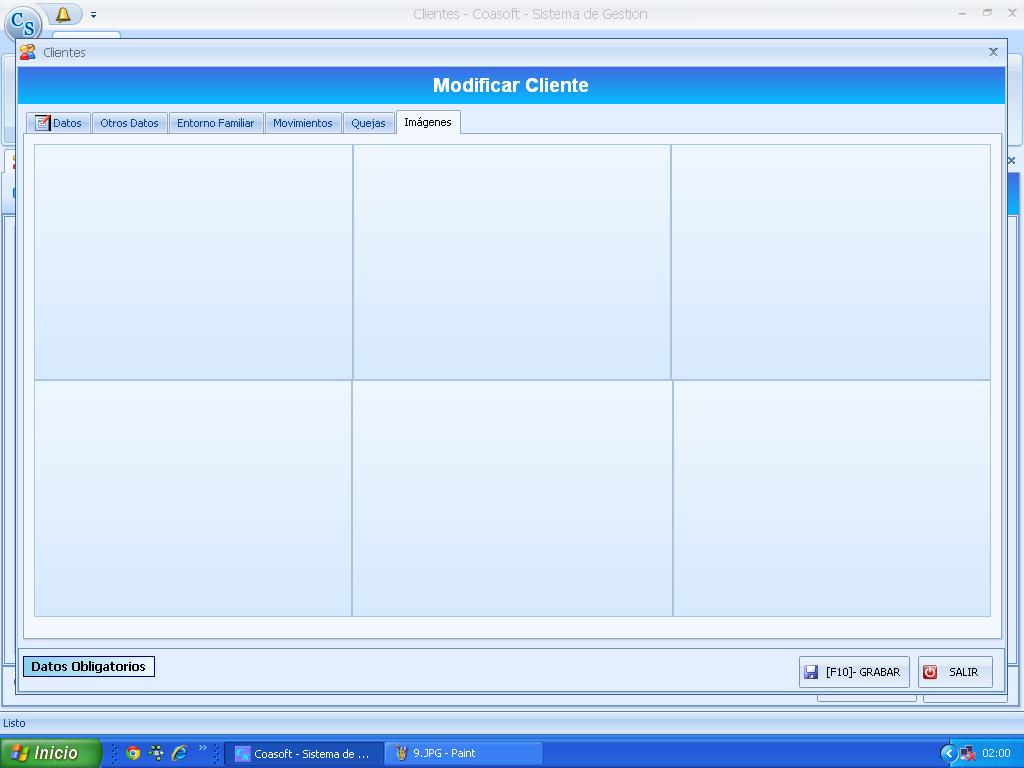 CS
Clientes - Coasoft - Sistema de Gestión
Clientes
Modificar Cliente
Datos
Otros Datos
Entorno Familiar
Movimientos
Quejas
Imágenes
Datos Obligatorios
[F10]- GRABAR
SALIR
Listo
Inicio
Coasoft - Sistema de ...
9.JPG - Paint
02:00